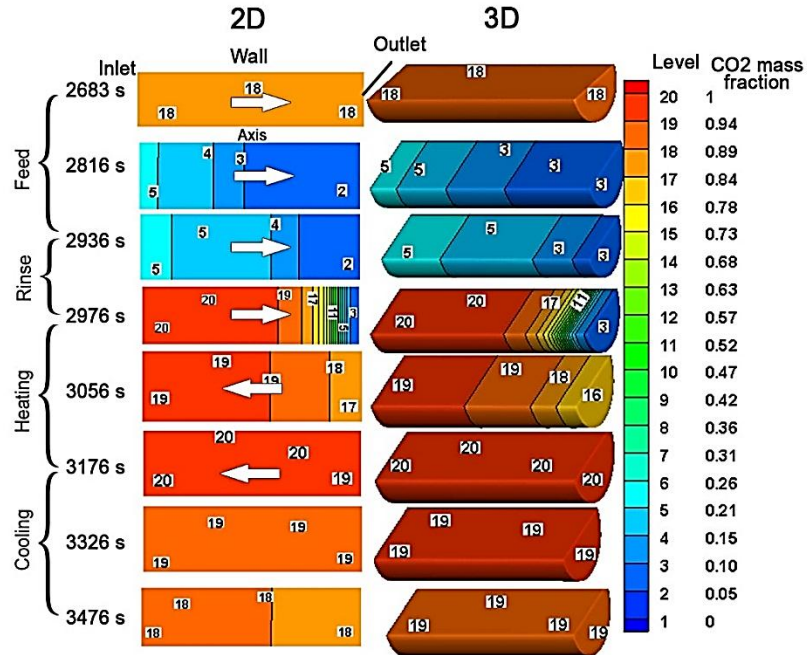 2D 3D
Inlet Wall Outlet Level CO2 mass fraction
2683 s 18 18 18 18 18 18
Axis
Feed
2816 s 5 4 3 2 5 5 3 3 3
2936 s 5 5 4 2 5 5 3 3
Rinse
2976 s 20 20 19 17 11 5 3 20 20 17 11 3
Heating
3056 s 19 19 19 18 17 19 19 18 16
3176 s 20 20 20 19 20 20 20 20
Cooling
3326 s 19 19 19 19 19 19 19 19
3476 s 18 18 18 18 19 19 19 19
20 1
19 0.94
18 0.89
17 0.84
16 0.78
15 0.73
14 0.68
13 0.63
12 0.57
11 0.52
10 0.47
9 0.42
8 0.36
7 0.31
6 0.26
5 0.21
4 0.15
3 0.10
2 0.05
1 0